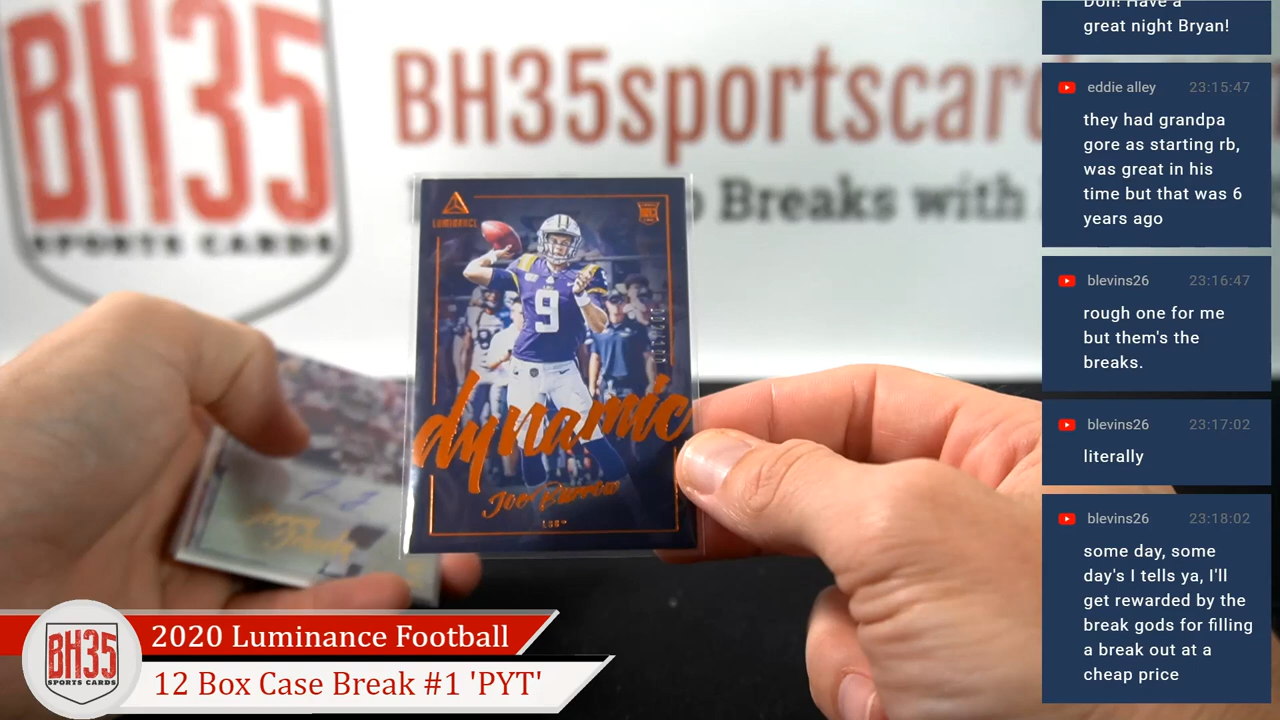 BH35
SPORTS CARDS
BH35sportscard
Breaks with
LUMINANCE
9
dynamic
Joe Burrow
LSU
BH35
SPORTS CARDS
2020 Luminance Football
12 Box Case Break #1 'PYT'
Don! Have a
great night Bryan!
eddie alley 23:15:47
they had grandpa
gore as starting rb,
was great in his
time but that was 6
years ago
blevins26 23:16:47
rough one for me
but them's the
breaks.
blevins26 23:17:02
literally
blevins26 23:18:02
some day, some
day's I tells ya, I'll
get rewarded by the
break gods for filling
a break out at a
cheap price